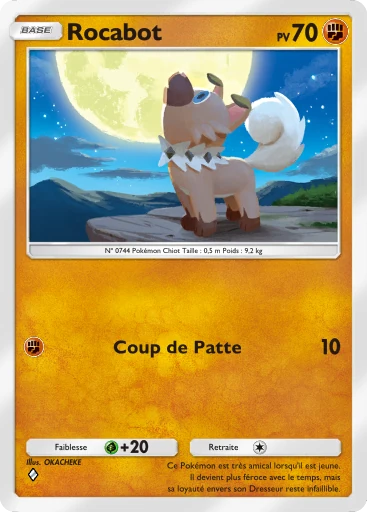 BASE Rocabot PV 70
N° 0744 Pokémon Chiot Taille : 0,5 m Poids : 9,2 kg
Coup de Patte 10
Faiblesse +20 Retraite
Illus. OKACHEKE
Ce Pokémon est très amical lorsqu'il est jeune.
Il devient plus féroce avec le temps, mais
sa loyauté envers son Dresseur reste infaillible.